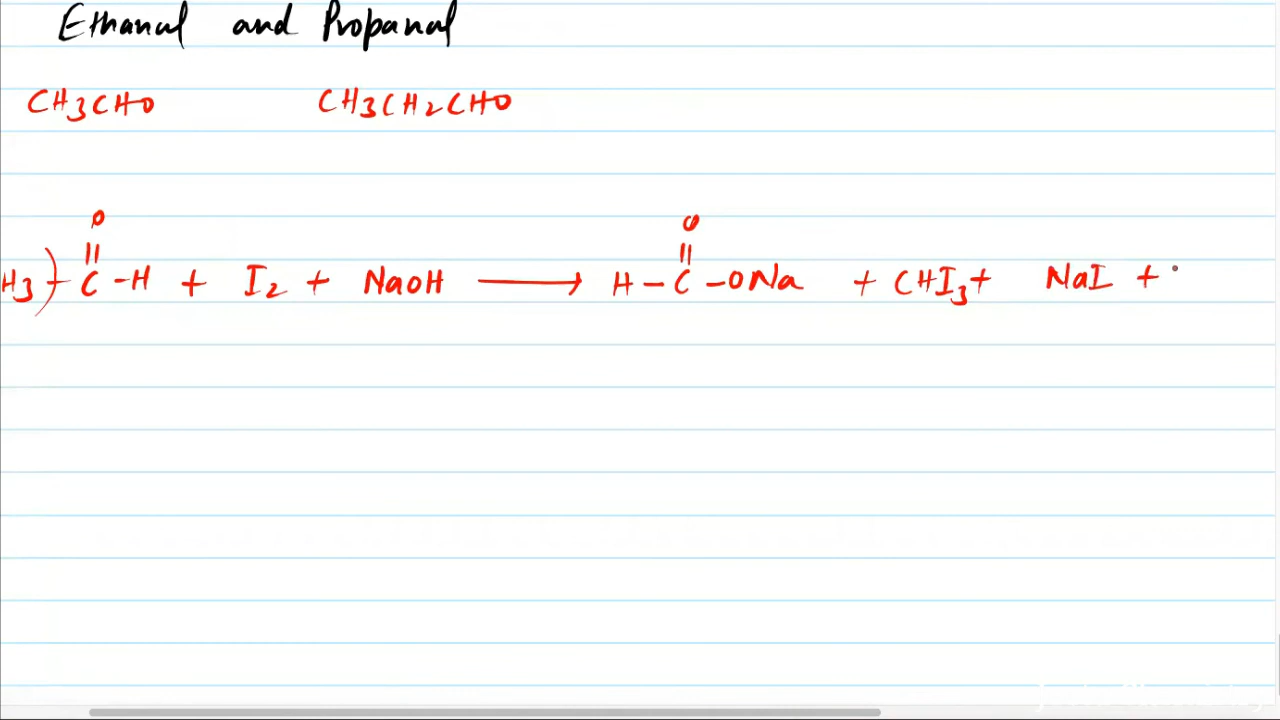 Ethanal and Propanal
CH3CHO CH3CH2CHO
O O
|| ||
H3) - C - H + I2 + NaOH → H - C - ONa + CHI3 + NaI +